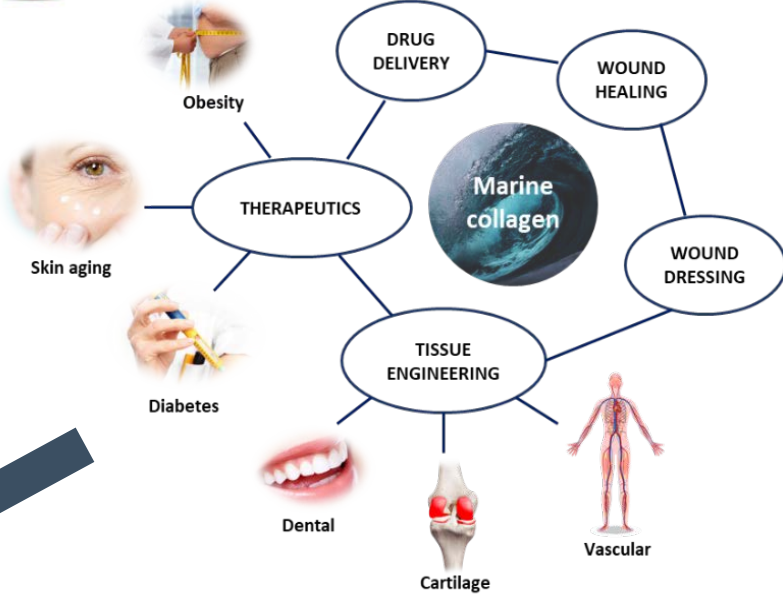 DRUG
DELIVERY
WOUND
HEALING
Obesity
THERAPEUTICS
Marine
collagen
Skin aging
WOUND
DRESSING
TISSUE
ENGINEERING
Diabetes
Dental
Cartilage
Vascular